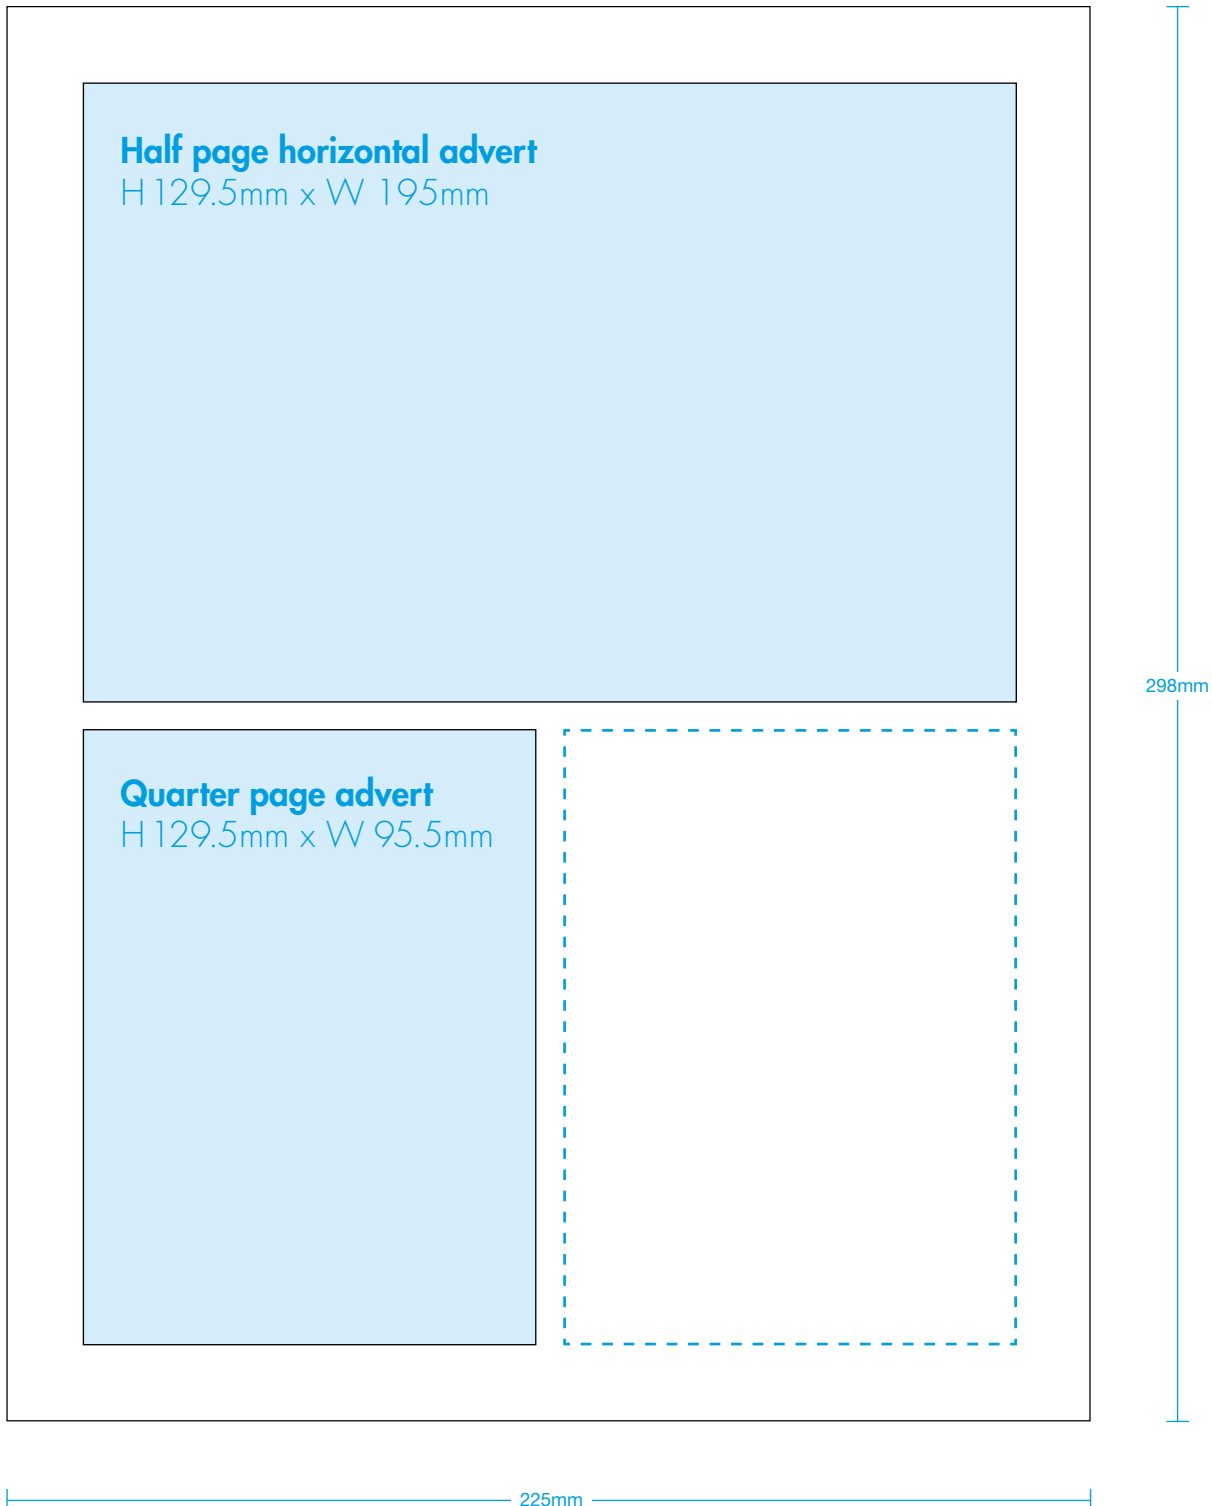 Half page horizontal advert
H 129.5mm x W 195mm
298mm
Quarter page advert
H 129.5mm x W 95.5mm
225mm